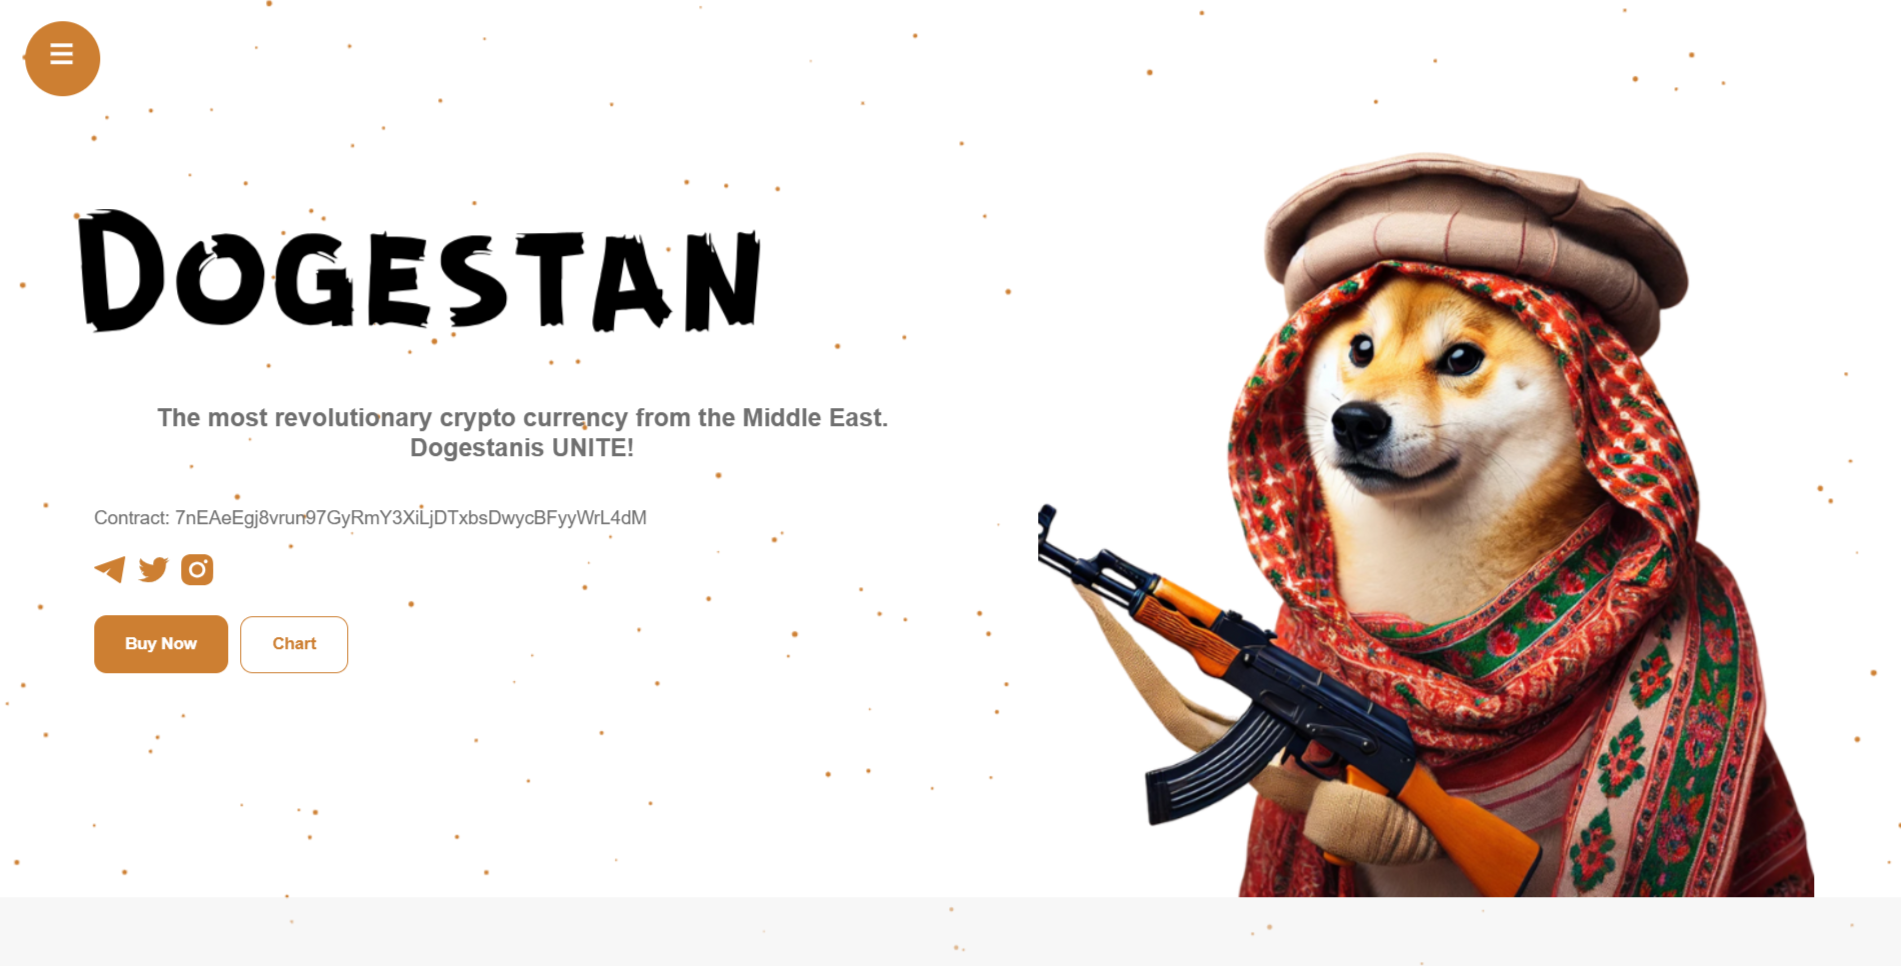 Dogestan
The most revolutionary crypto currency from the Middle East.
Dogestanis UNITE!
Contract: 7nEAeEgj8vrun97GyRmY3XiLjDTxbsDwycBFyyWrL4dM
Buy Now
Chart